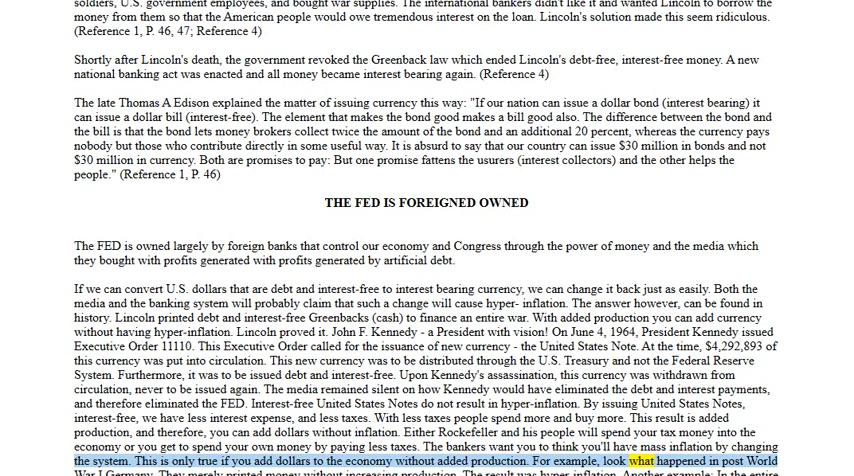 soldiers, U.S. government employees, and bought war supplies. The international bankers didn't like it and wanted Lincoln to borrow the
money from them so that the American people would owe tremendous interest on the loan. Lincoln's solution made this seem ridiculous.
(Reference 1, P. 46, 47; Reference 4)
Shortly after Lincoln's death, the government revoked the Greenback law which ended Lincoln's debt-free, interest-free money. A new
national banking act was enacted and all money became interest bearing again. (Reference 4)
The late Thomas A Edison explained the matter of issuing currency this way: "If our nation can issue a dollar bond (interest bearing) it
can issue a dollar bill (interest-free). The element that makes the bond good makes a bill good also. The difference between the bond and
the bill is that the bond lets money brokers collect twice the amount of the bond and an additional 20 percent, whereas the currency pays
nobody but those who contribute directly in some useful way. It is absurd to say that our country can issue $30 million in bonds and not
$30 million in currency. Both are promises to pay: But one promise fattens the usurers (interest collectors) and the other helps the
people." (Reference 1, P. 46)
THE FED IS FOREIGNED OWNED
The FED is owned largely by foreign banks that control our economy and Congress through the power of money and the media which
they bought with profits generated with profits generated by artificial debt.
If we can convert U.S. dollars that are debt and interest-free to interest bearing currency, we can change it back just as easily. Both the
media and the banking system will probably claim that such a change will cause hyper- inflation. The answer however, can be found in
history. Lincoln printed debt and interest-free Greenbacks (cash) to finance an entire war. With added production you can add currency
without having hyper-inflation. Lincoln proved it. John F. Kennedy - a President with vision! On June 4, 1964, President Kennedy issued
Executive Order 11110. This Executive Order called for the issuance of new currency - the United States Note. At the time, $4,292,893 of
this currency was put into circulation. This new currency was to be distributed through the U.S. Treasury and not the Federal Reserve
System. Furthermore, it was to be issued debt and interest-free. Upon Kennedy's assassination, this currency was withdrawn from
circulation, never to be issued again. The media remained silent on how Kennedy would have eliminated the debt and interest payments,
and therefore eliminated the FED. Interest-free United States Notes do not result in hyper-inflation. By issuing United States Notes,
interest-free, we have less interest expense, and less taxes. With less taxes people spend more and buy more. This result is added
production, and therefore, you can add dollars without inflation. Either Rockefeller and his people will spend your tax money into the
economy or you get to spend your own money by paying less taxes. The bankers want you to think you'll have mass inflation by changing
the system. This is only true if you add dollars to the economy without added production. For example, look what happened in post World
War I Germany. They merely printed money without increasing production. The result was hyper-inflation. Another example: In the entire